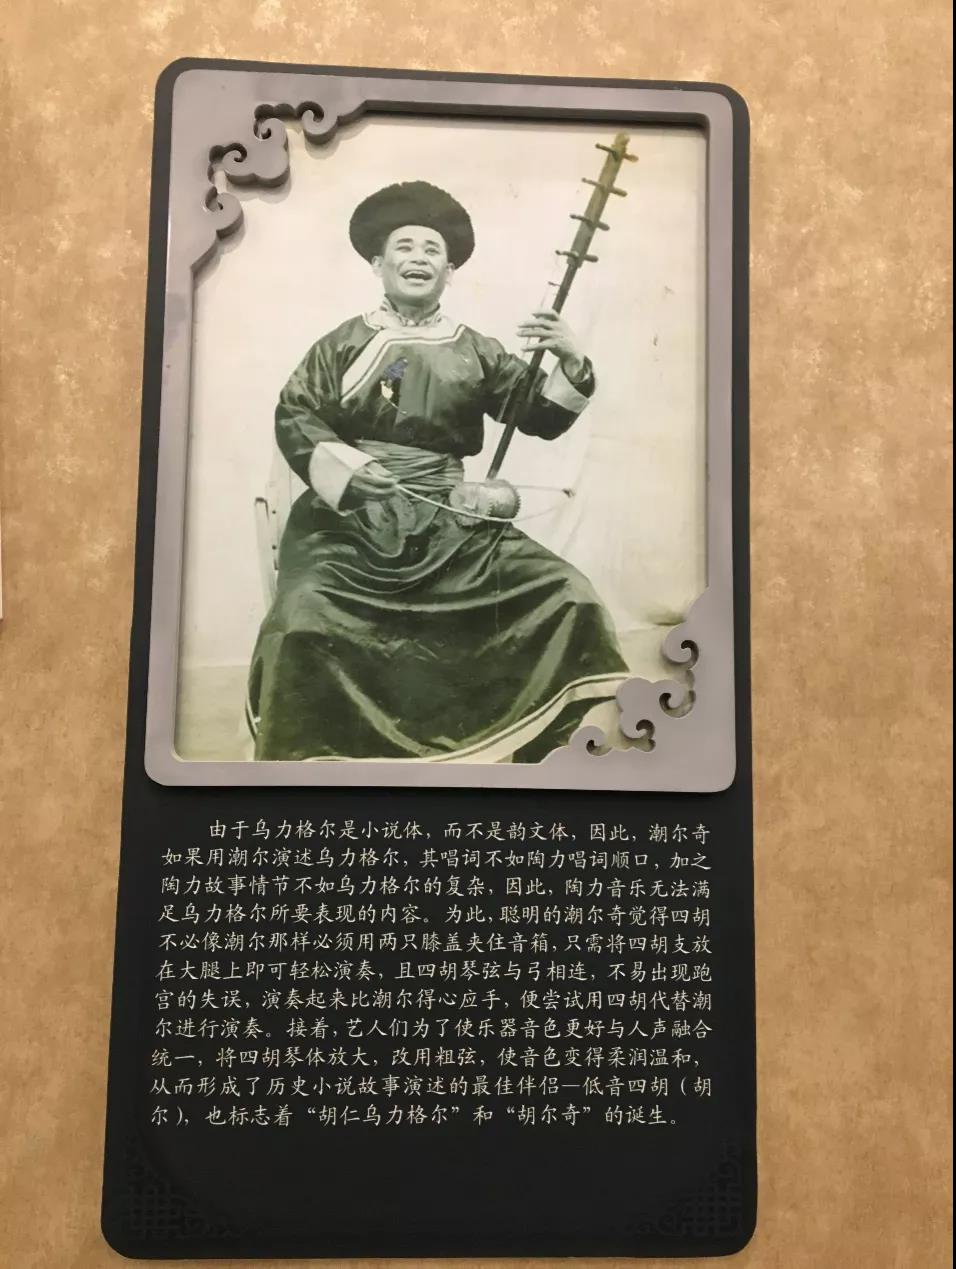 由于乌力格尔是小说体，而不是韵文体，因此，潮尔奇
如果用潮尔演述乌力格尔，其唱词不如陶力唱词顺口，加之
陶力故事情节不如乌力格尔的复杂，因此，陶力音乐无法满
足乌力格尔所要表现的内容。为此，聪明的潮尔奇觉得四胡
不必像潮尔那样必须用两只膝盖夹住音箱，只需将四胡支放
在大腿上即可轻松演奏，且四胡琴弦与弓相连，不易出现跑
宫的失误，演奏起来比潮尔得心应手，便尝试用四胡代替潮
尔进行演奏。接着，艺人们为了使乐器音色更好与人声融合
统一，将四胡琴体放大，改用粗弦，使音色变得柔润温和，
从而形成了历史小说故事演述的最佳伴侣—低音四胡（胡
尔），也标志着“胡仁乌力格尔”和“胡尔奇”的诞生。